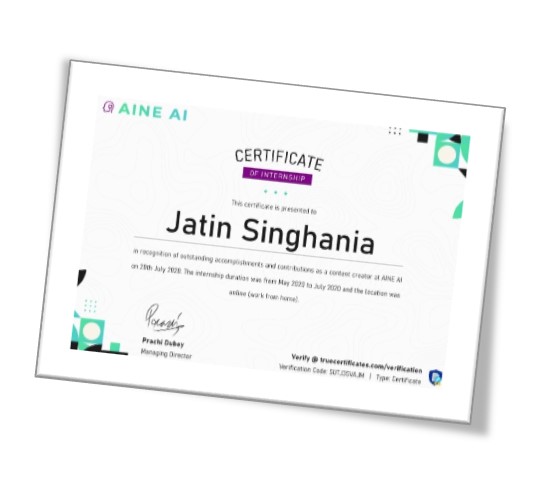 AINE AI
CERTIFICATE
OF INTERNSHIP
This certificate is presented to
Jatin Singhania
in recognition of outstanding accomplishments and contributions as a content creator at AINE AI
on 28th July 2020. The internship duration was from May 2020 to July 2020 and the location was
online (work from home).
Prachi Dubey
Managing Director
Verify @ truecertificates.com/verification
Verification Code: | Type: Certificate